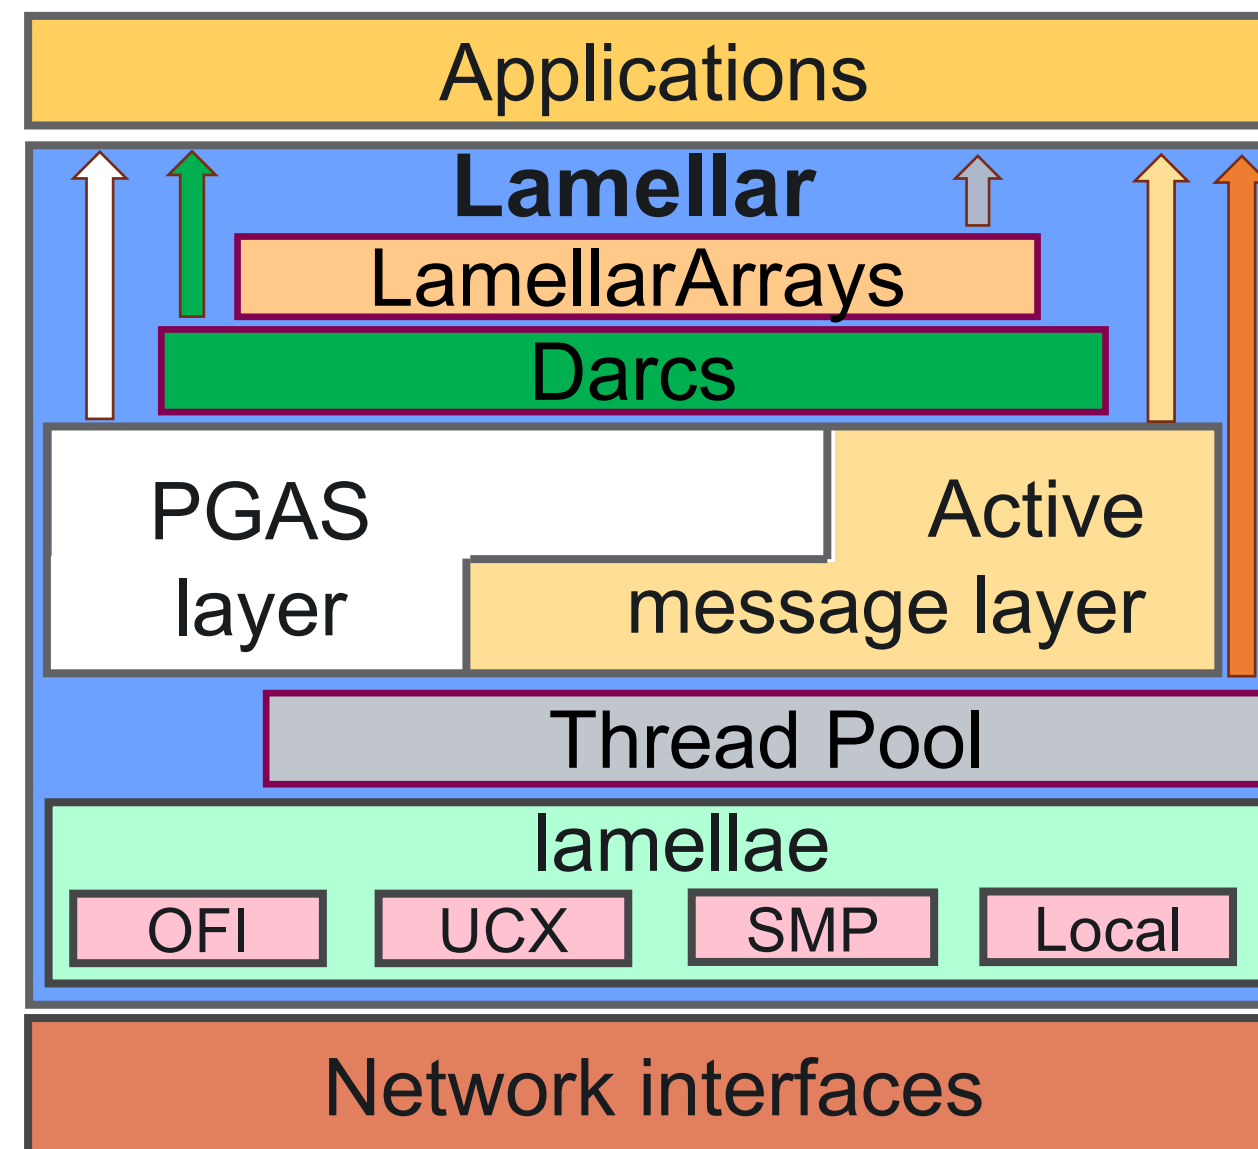 Applications
Lamellar
LamellarArrays
Darcs
PGAS
layer
Active
message layer
Thread Pool
lamellae
OFI
UCX
SMP
Local
Network interfaces